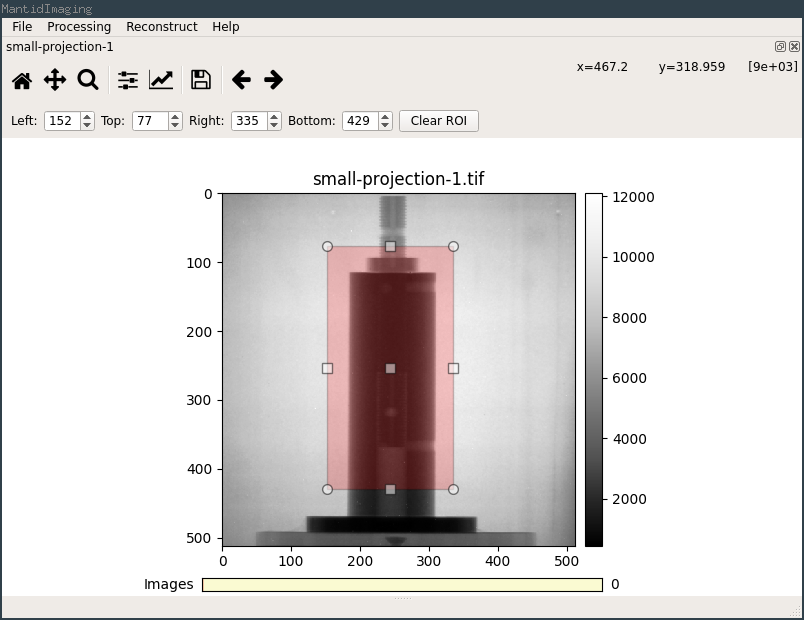 MantidImaging
File Processing Reconstruct Help
small-projection-1
x=467.2 y=318.959 [9e+03]
Left: 152 Top: 77 Right: 335 Bottom: 429 Clear ROI
small-projection-1.tif
0
100
200
300
400
500
0 100 200 300 400 500
12000
10000
8000
6000
4000
2000
Images 0